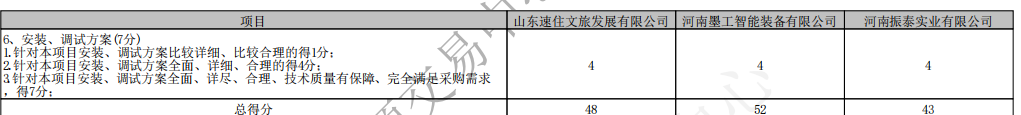 项目 山东速住文旅发展有限公司 河南墨工智能装备有限公司 河南振泰实业有限公司
6、安装、调试方案(7分)
1.针对本项目安装、调试方案比较详细、比较合理的得1分；
2.针对本项目安装、调试方案全面、详细、合理的得4分；
3.针对本项目安装、调试方案全面、详尽、合理、技术质量有保障、完全满足采购需求
，得7分；
4 4 4
总得分 48 52 43
交易中心